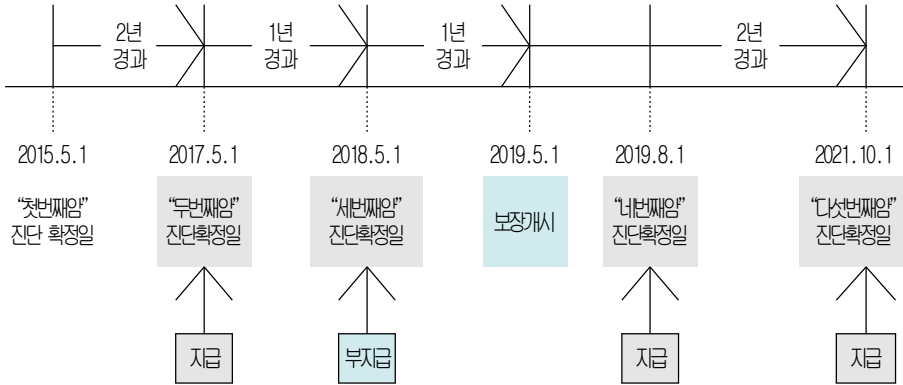 2년
경과
1년
경과
1년
경과
2년
경과
2015.5.1
2017.5.1
2018.5.1
2019.5.1
2019.8.1
2021.10.1
“첫번째암”
진단 확정일
“두번째암”
진단확정일
“세번째암”
진단확정일
보장개시
“네번째암”
진단확정일
“다섯번째암”
진단확정일
지급
부지급
지급
지급